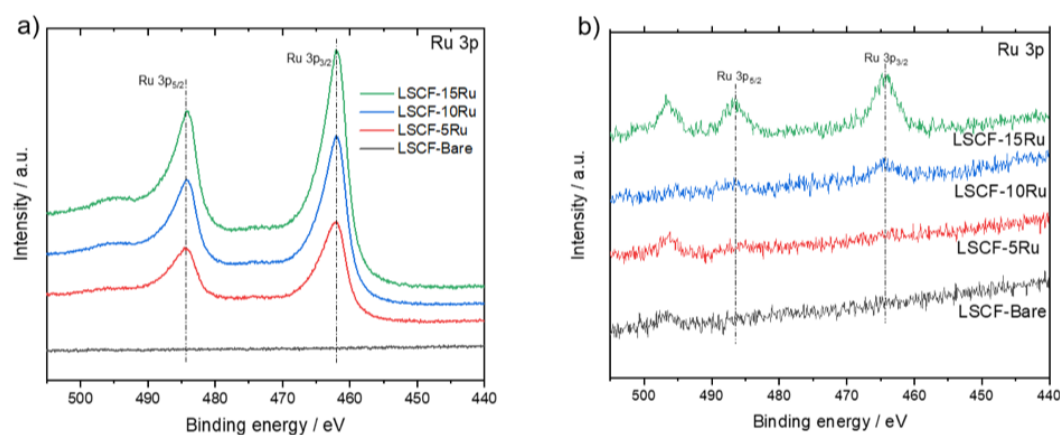 a)
Ru 3p
Ru 3p5/2
Ru 3p3/2
LSCF-15Ru
LSCF-10Ru
LSCF-5Ru
LSCF-Bare
Intensity / a.u.
500 490 480 470 460 450 440
Binding energy / eV
b)
Ru 3p
Ru 3p5/2
Ru 3p3/2
LSCF-15Ru
LSCF-10Ru
LSCF-5Ru
LSCF-Bare
Intensity / a.u.
500 490 480 470 460 450 440
Binding energy / eV